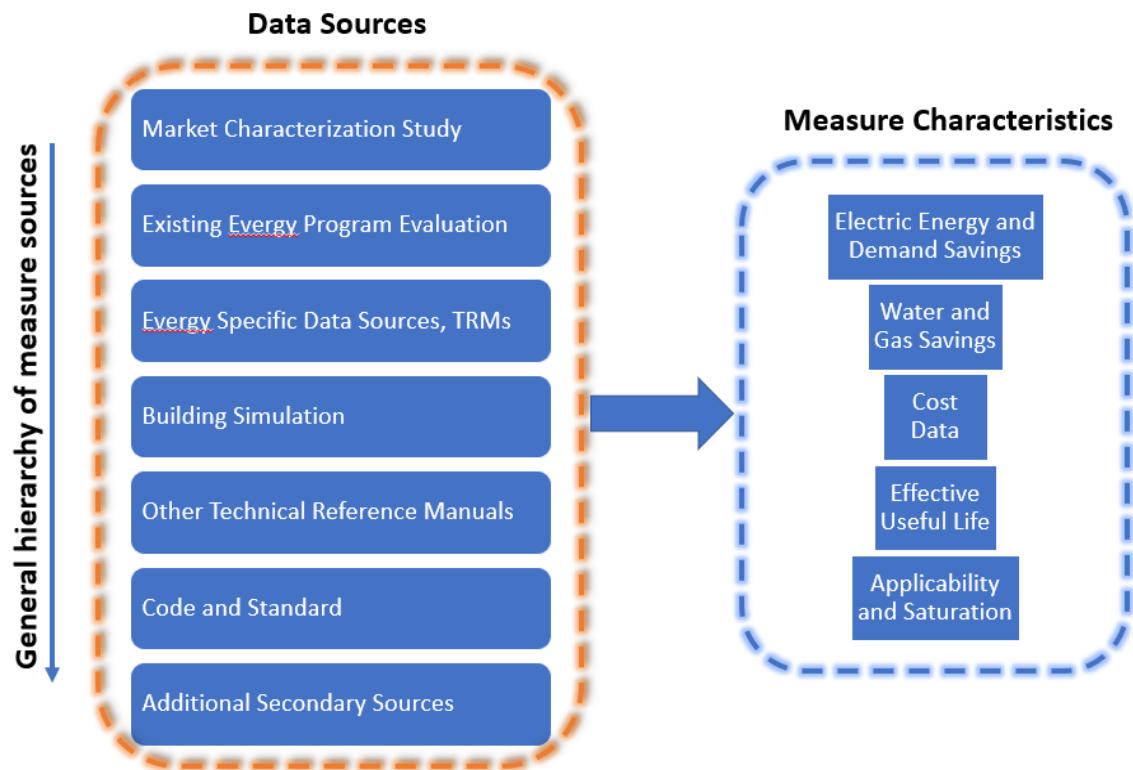 Data Sources
General hierarchy of measure sources
Market Characterization Study
Existing Evergy Program Evaluation
Evergy Specific Data Sources, TRMs
Building Simulation
Other Technical Reference Manuals
Code and Standard
Additional Secondary Sources
Measure Characteristics
Electric Energy and
Demand Savings
Water and
Gas Savings
Cost
Data
Effective
Useful Life
Applicability
and Saturation